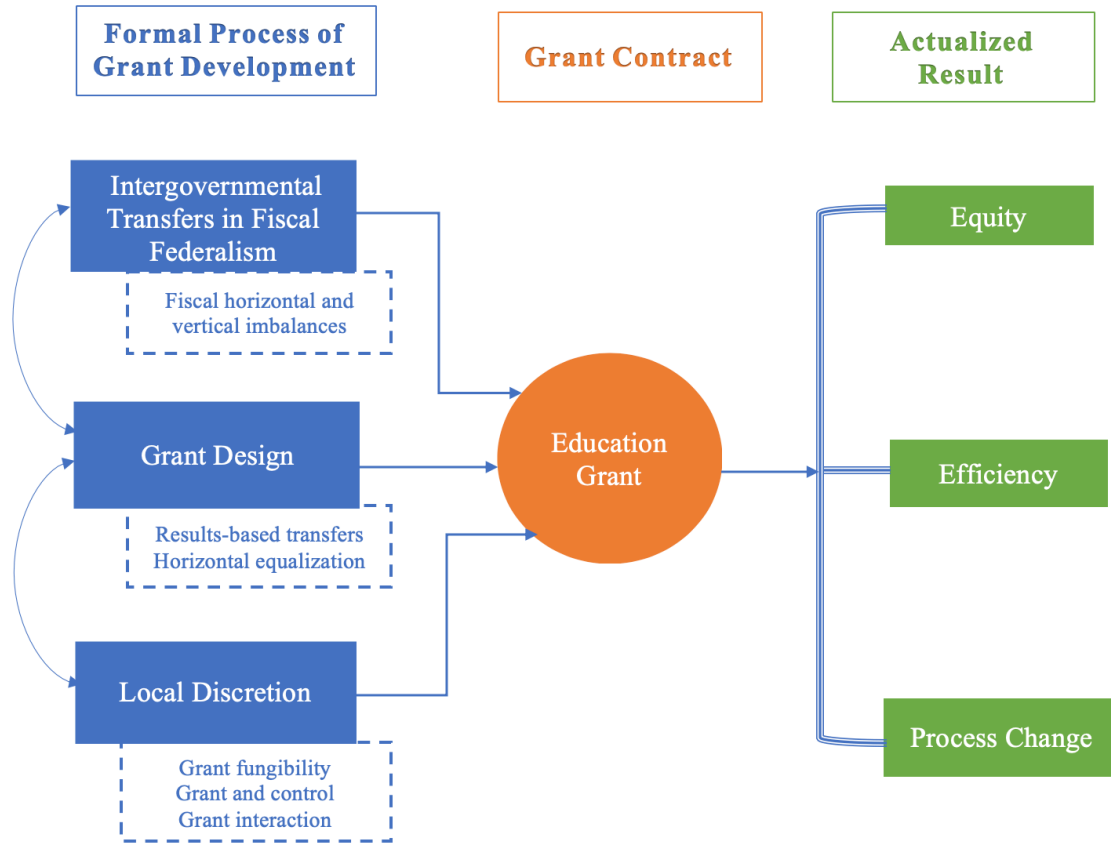 Formal Process of
Grant Development
Grant Contract
Actualized
Result
Intergovernmental
Transfers in Fiscal
Federalism
Fiscal horizontal and
vertical imbalances
Grant Design
Results-based transfers
Horizontal equalization
Local Discretion
Grant fungibility
Grant and control
Grant interaction
Education
Grant
Equity
Efficiency
Process Change